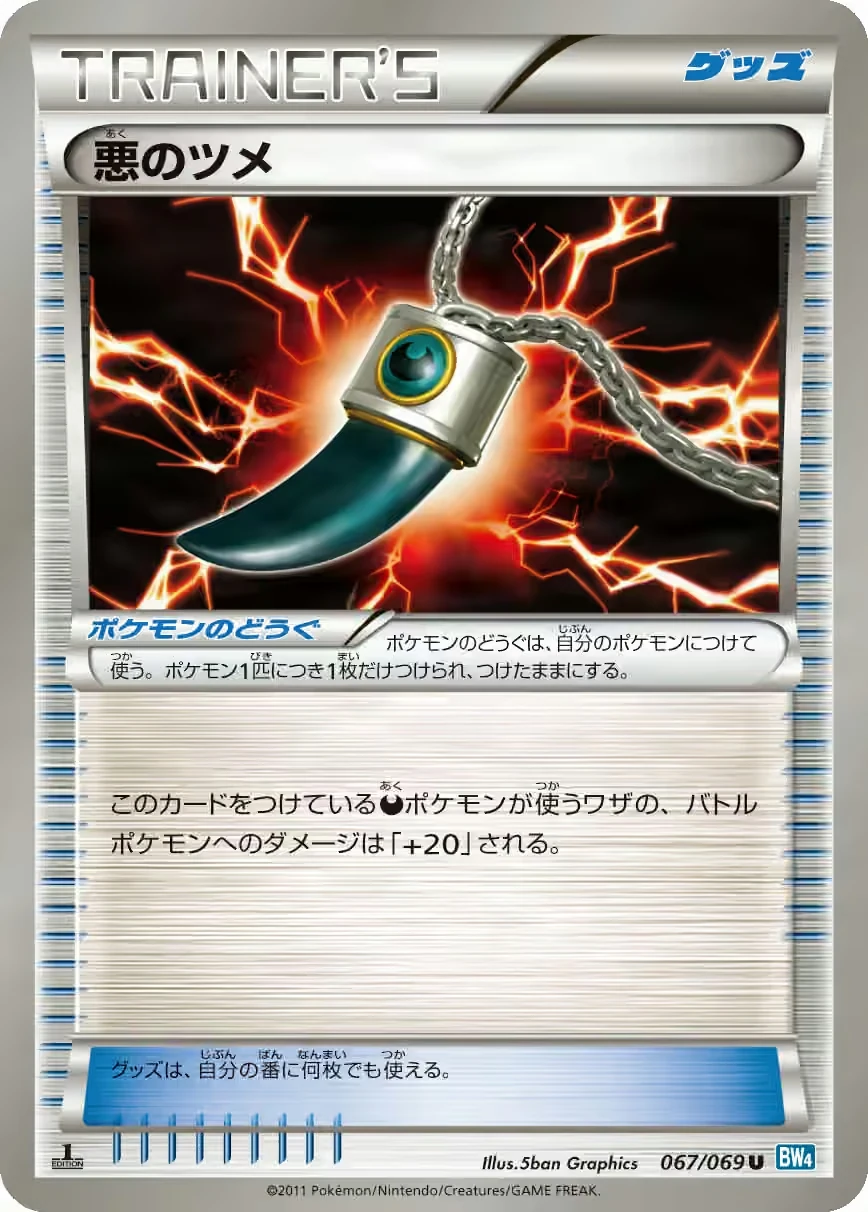 TRAINER'S
グッズ
あく
悪のツメ
ポケモンのどうぐ
じぶん
ポケモンのどうぐは、自分のポケモンにつけて
つか びき まい
使う。ポケモン1匹につき1枚だけつけられ、つけたままにする。
あく つか
このカードをつけているポケモンが使うワザの、バトル
ポケモンへのダメージは「+20」される。
じぶん ばん なんまい つか
グッズは、自分の番に何枚でも使える。
1
EDITION
Illus.5ban Graphics 067/069 U BW4
©2011 Pokémon/Nintendo/Creatures/GAME FREAK.